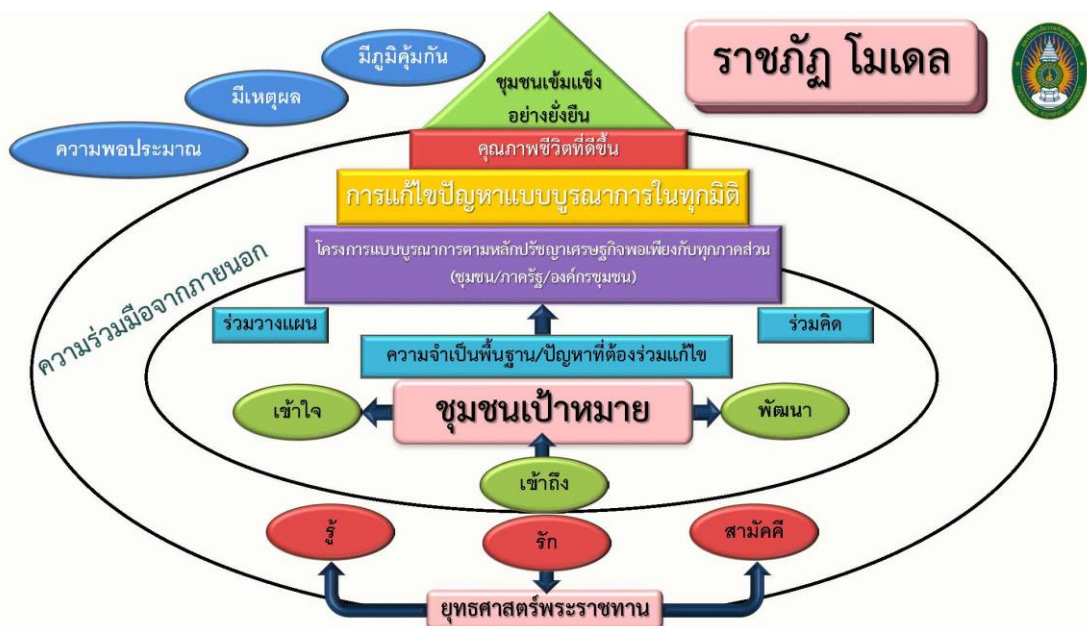 ราชภัฏ โมเดล
มีภูมิคุ้มกัน
มีเหตุผล
ความพอประมาณ
ชุมชนเข้มแข็ง
อย่างยั่งยืน
คุณภาพชีวิตที่ดีขึ้น
การแก้ไขปัญหาแบบบูรณาการในทุกมิติ
โครงการแบบบูรณาการตามหลักปรัชญาเศรษฐกิจพอเพียงกับทุกภาคส่วน
(ชุมชน/ภาครัฐ/องค์กรชุมชน)
ความร่วมมือจากภายนอก
ร่วมวางแผน
ร่วมคิด
ความจำเป็นพื้นฐาน/ปัญหาที่ต้องร่วมแก้ไข
เข้าใจ
ชุมชนเป้าหมาย
พัฒนา
เข้าถึง
รู้
รัก
สามัคคี
ยุทธศาสตร์พระราชทาน